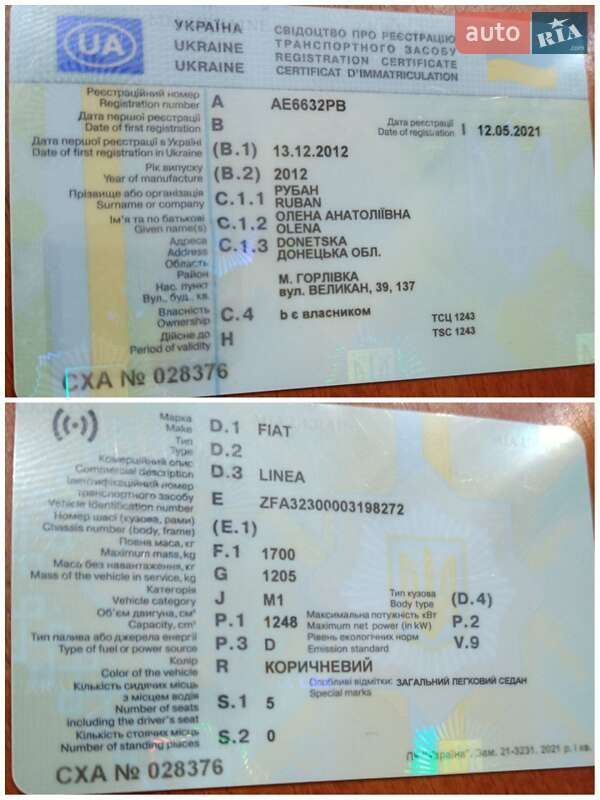 auto RIA .com
UA
УКРАЇНА
UKRAINE
UKRAINE
СВІДОЦТВО ПРО РЕЄСТРАЦІЮ
ТРАНСПОРТНОГО ЗАСОБУ
REGISTRATION CERTIFICATE
CERTIFICAT D'IMMATRICULATION
Реєстраційний номер
Registration number A AE6632PB
Дата реєстрації
Date of registration I 12.05.2021
Дата першої реєстрації
Date of first registration B
Дата першої реєстрації в Україні
Date of first registration in Ukraine (B.1) 13.12.2012
Рік випуску
Year of manufacture (B.2) 2012
Прізвище або організація
Surname or company C.1.1 РУБАН
RUBAN
Ім'я та по батькові
Given name(s) C.1.2 ОЛЕНА АНАТОЛІЇВНА
OLENA
Адреса
Address C.1.3 DONETSKA
Область ДОНЕЦЬКА ОБЛ.
Район
Нас. пункт М. ГОРЛІВКА
Вул., буд., кв. вул. ВЕЛИКАН, 39, 137
Власність
Ownership C.4 b є власником
ТСЦ 1243
TSC 1243
Дійсне до
Period of validity H
СХА № 028376
Марка
Make D.1 FIAT
Тип
Type D.2
Комерційний опис
Commercial description D.3 LINEA
Ідентифікаційний номер
транспортного засобу
Vehicle identification number E ZFA32300003198272
Номер шасі (кузова, рами)
Chassis number (body, frame) (E.1)
Повна маса, кг
Maximum mass, kg F.1 1700
Маса без навантаження, кг
Mass of the vehicle in service, kg G 1205
Категорія
Vehicle category J M1
Тип кузова
Body type (D.4)
Об'єм двигуна, см³
Capacity, cm³ P.1 1248
Максимальна потужність кВт
Maximum net power (in kW) P.2
Тип палива або джерела енергії
Type of fuel or power source P.3 D
Рівень екологічних норм
Emission standard V.9
Колір
Color of the vehicle R КОРИЧНЕВИЙ
Особливі відмітки: ЗАГАЛЬНИЙ ЛЕГКОВИЙ СЕДАН
Special marks
Кількість сидячих місць
з місцем водія
Number of seats S.1 5
including the driver's seat
Кількість стоячих місць
Number of standing places S.2 0
СХА № 028376
ПК "Україна". Зам. 21-3231. 2021 р. І кв.